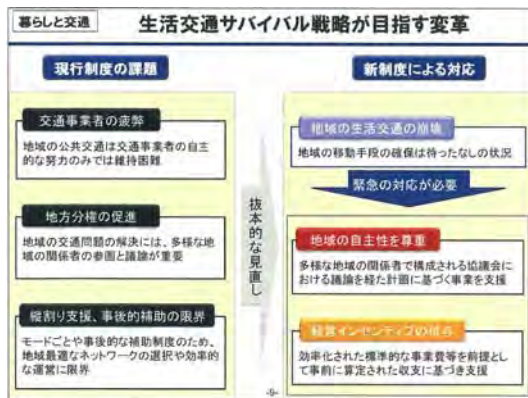 暮らしと交通
生活交通サバイバル戦略が目指す変革
現行制度の課題
交通事業者の疲弊
地域の公共交通は交通事業者の自主
的な努力のみでは維持困難
地方分権の促進
地域の交通問題の解決には、多様な地
域の関係者の参画と議論が重要
縦割り支援、事後的補助の限界
モードごとや事後的な補助制度のため、
地域最適なネットワークの選択や効率的
な運営に限界
抜本的な見直し
新制度による対応
地域の生活交通の崩壊
地域の移動手段の確保は待ったなしの状況
緊急の対応が必要
地域の自主性を尊重
多様な地域の関係者で構成される協議会に
おける議論を経た計画に基づく事業を支援
経営インセンティブの
効率化された標準的な事業費等を前提と
して事前に算定された収支に基づき支援
-9-